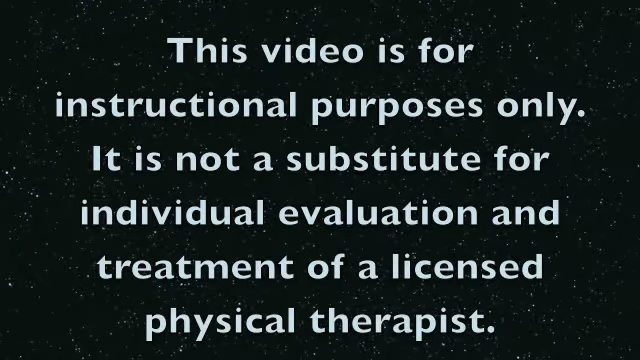 This video is for
instructional purposes only.
It is not a substitute for
individual evaluation and
treatment of a licensed
physical therapist.